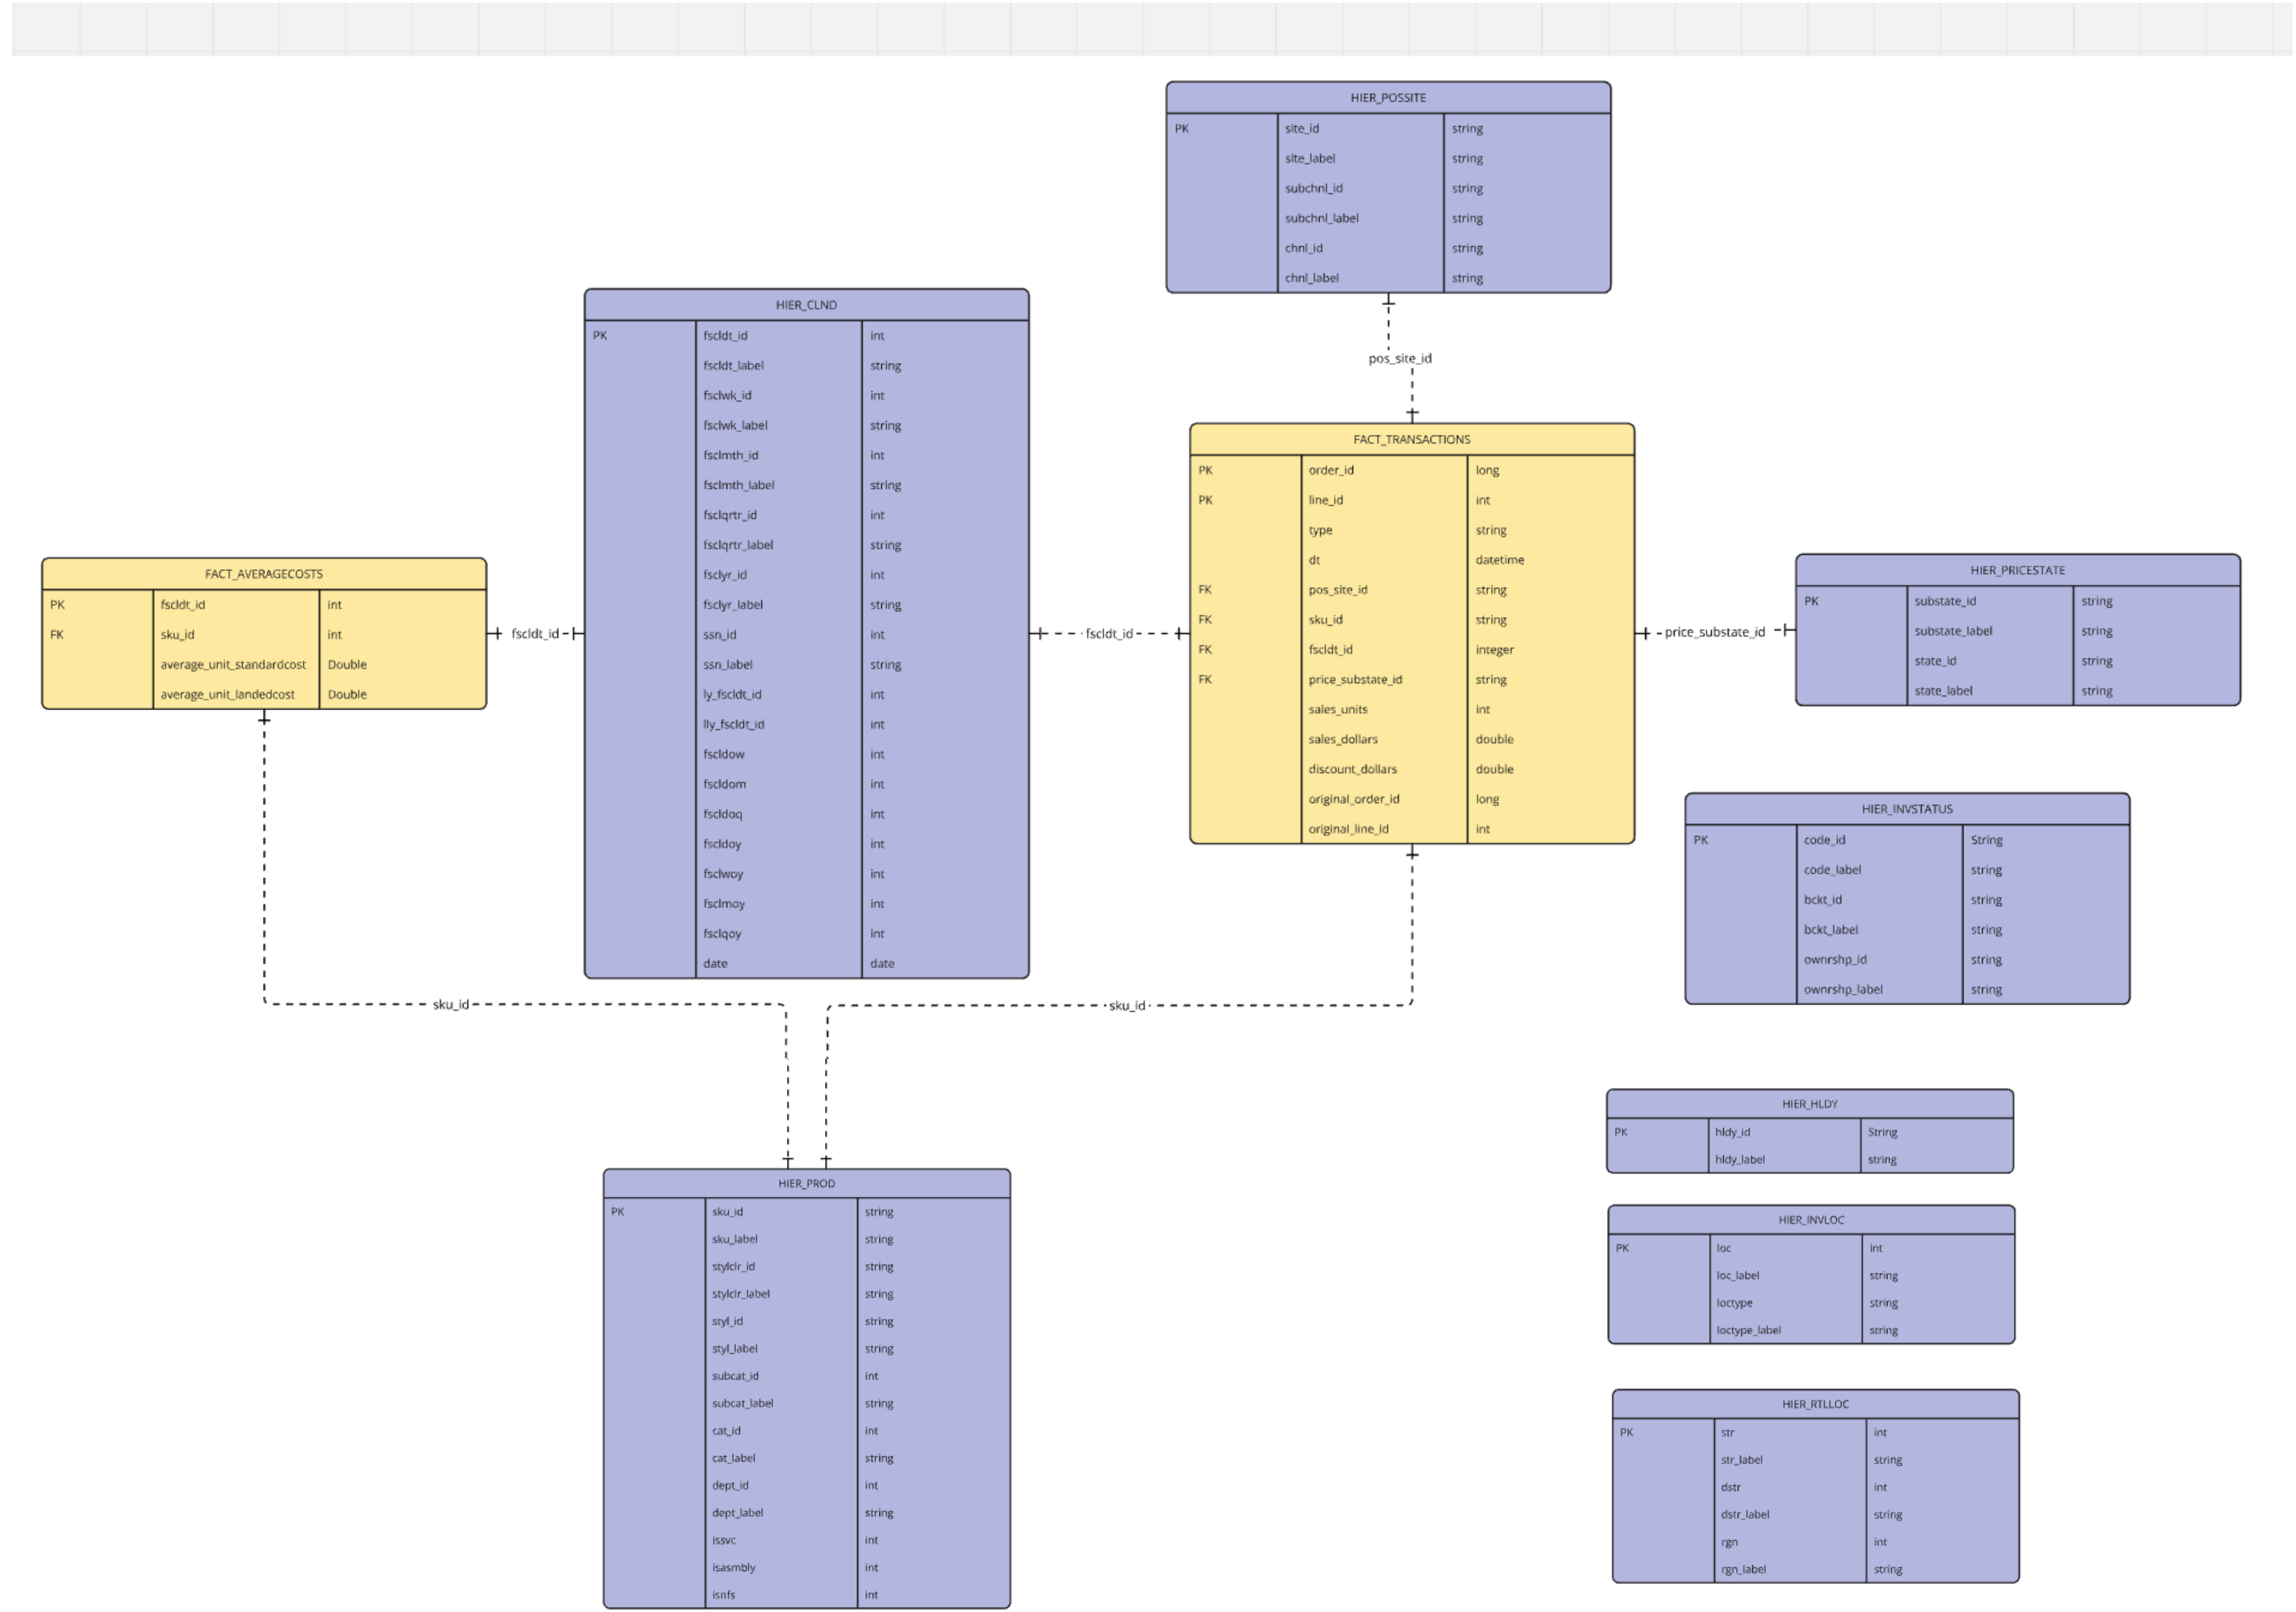 HIER_POSSITE
PK site_id string
site_label string
subchnl_id string
subchnl_label string
chnl_id string
chnl_label string
pos_site_id
HIER_CLND
PK fscldt_id int
fscldt_label string
fsclwk_id int
fsclwk_label string
fsclmth_id int
fsclmth_label string
fsclqrtr_id int
fsclqrtr_label string
fsclyr_id int
fsclyr_label string
ssn_id int
ssn_label string
ly_fscldt_id int
lly_fscldt_id int
fscldow int
fscldom int
fscldoq int
fscldoy int
fsclwoy int
fsclmoy int
fsclqoy int
date date
FACT_TRANSACTIONS
PK order_id long
PK line_id int
type string
dt datetime
FK pos_site_id string
FK sku_id string
FK fscldt_id integer
FK price_substate_id string
sales_units int
sales_dollars double
discount_dollars double
original_order_id long
original_line_id int
FACT_AVERAGECOSTS
PK fscldt_id int
FK sku_id int
average_unit_standardcost Double
average_unit_landedcost Double
fscldt_id
fscldt_id
price_substate_id
HIER_PRICESTATE
PK substate_id string
substate_label string
state_id string
state_label string
HIER_INVSTATUS
PK code_id String
code_label string
bckt_id string
bckt_label string
ownrshp_id string
ownrshp_label string
sku_id
sku_id
HIER_HLDY
PK hldy_id String
hldy_label string
HIER_PROD
PK sku_id string
sku_label string
stylclr_id string
stylclr_label string
styl_id string
styl_label string
subcat_id int
subcat_label string
cat_id int
cat_label string
dept_id int
dept_label string
issvc int
isasmbly int
isnfs int
HIER_INVLOC
PK loc int
loc_label string
loctype string
loctype_label string
HIER_RTLLOC
PK str int
str_label string
dstr int
dstr_label string
rgn int
rgn_label string